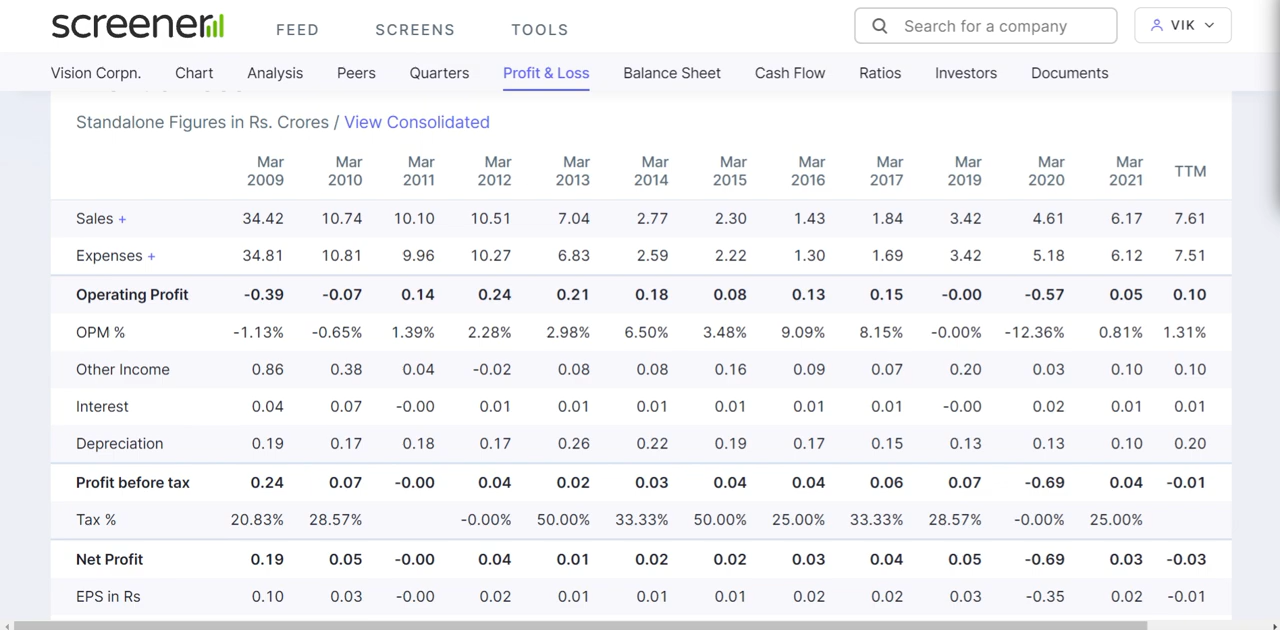 screener
FEED SCREENS TOOLS
Search for a company
VIK
Vision Corpn. Chart Analysis Peers Quarters Profit & Loss Balance Sheet Cash Flow Ratios Investors Documents
Standalone Figures in Rs. Crores / View Consolidated
Mar 2009 Mar 2010 Mar 2011 Mar 2012 Mar 2013 Mar 2014 Mar 2015 Mar 2016 Mar 2017 Mar 2019 Mar 2020 Mar 2021 TTM
Sales + 34.42 10.74 10.10 10.51 7.04 2.77 2.30 1.43 1.84 3.42 4.61 6.17 7.61
Expenses + 34.81 10.81 9.96 10.27 6.83 2.59 2.22 1.30 1.69 3.42 5.18 6.12 7.51
Operating Profit -0.39 -0.07 0.14 0.24 0.21 0.18 0.08 0.13 0.15 -0.00 -0.57 0.05 0.10
OPM % -1.13% -0.65% 1.39% 2.28% 2.98% 6.50% 3.48% 9.09% 8.15% -0.00% -12.36% 0.81% 1.31%
Other Income 0.86 0.38 0.04 -0.02 0.08 0.08 0.16 0.09 0.07 0.20 0.03 0.10 0.10
Interest 0.04 0.07 -0.00 0.01 0.01 0.01 0.01 0.01 0.01 -0.00 0.02 0.01 0.01
Depreciation 0.19 0.17 0.18 0.17 0.26 0.22 0.19 0.17 0.15 0.13 0.13 0.10 0.20
Profit before tax 0.24 0.07 -0.00 0.04 0.02 0.03 0.04 0.04 0.06 0.07 -0.69 0.04 -0.01
Tax % 20.83% 28.57% -0.00% 50.00% 33.33% 50.00% 25.00% 33.33% 28.57% -0.00% 25.00%
Net Profit 0.19 0.05 -0.00 0.04 0.01 0.02 0.02 0.03 0.04 0.05 -0.69 0.03 -0.03
EPS in Rs 0.10 0.03 -0.00 0.02 0.01 0.01 0.01 0.02 0.02 0.03 -0.35 0.02 -0.01